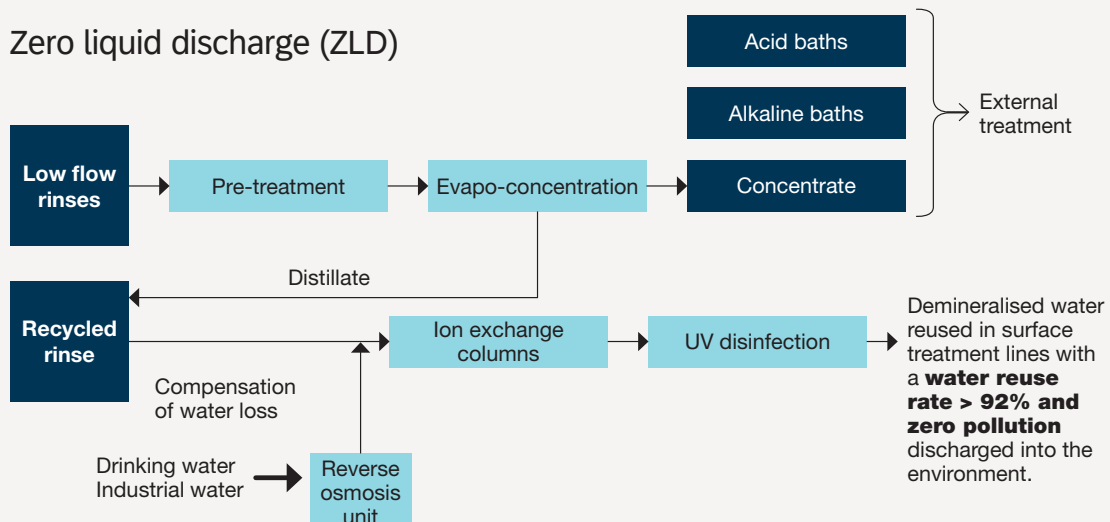 Zero liquid discharge (ZLD)
Acid baths
Alkaline baths
External
treatment
Low flow
rinses
Pre-treatment
Evapo-concentration
Concentrate
Distillate
Recycled
rinse
Ion exchange
columns
UV disinfection
Demineralised water
reused in surface
treatment lines with
a water reuse
rate > 92% and
zero pollution
discharged into the
environment.
Compensation
of water loss
Drinking water
Industrial water
Reverse
osmosis
unit